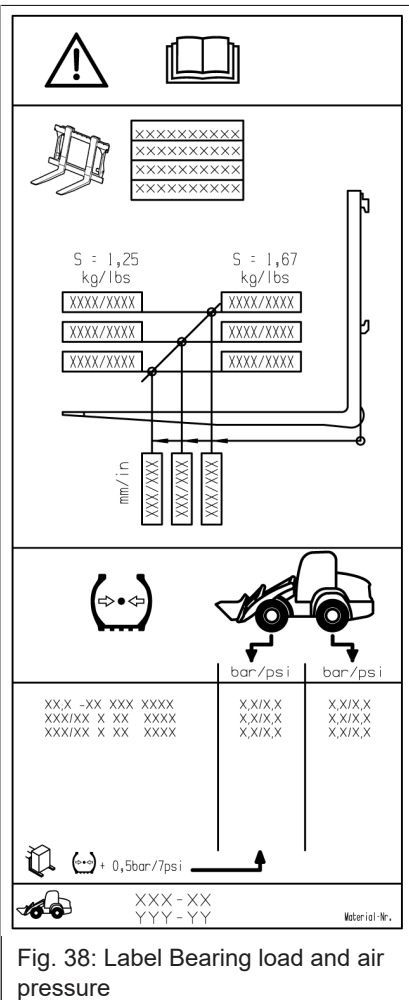 XXXXXXXXXX
XXXXXXXXXX
XXXXXXXXXX
XXXXXXXXXX
S = 1,25 S = 1,67
kg/lbs kg/lbs
XXXX/XXXX XXXX/XXXX
XXXX/XXXX XXXX/XXXX
XXXX/XXXX XXXX/XXXX
mm/in XXX/XXX XXX/XXX XXX/XXX
bar/psi bar/psi
XX,X -XX XXX XXXX X,X/X,X X,X/X,X
XXX/XX X XX XXXX X,X/X,X X,X/X,X
XXX/XX X XX XXXX X,X/X,X X,X/X,X
+ 0,5bar/7psi
XXX-XX
YYY-YY Material-Nr.
Fig. 38: Label Bearing load and air
pressure